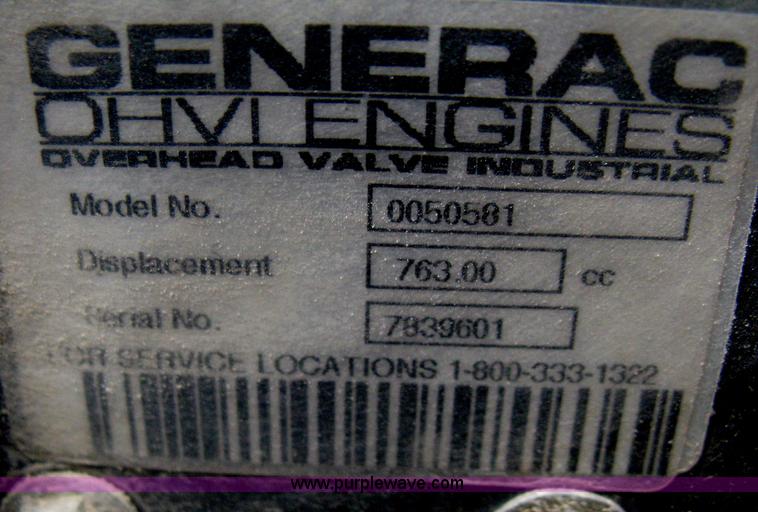 GENERAC
OHVI ENGINES
OVERHEAD VALVE INDUSTRIAL
Model No. 0050581
Displacement 763.00 cc
Serial No. 7839601
FOR SERVICE LOCATIONS 1-800-333-1322
www.purplewave.com